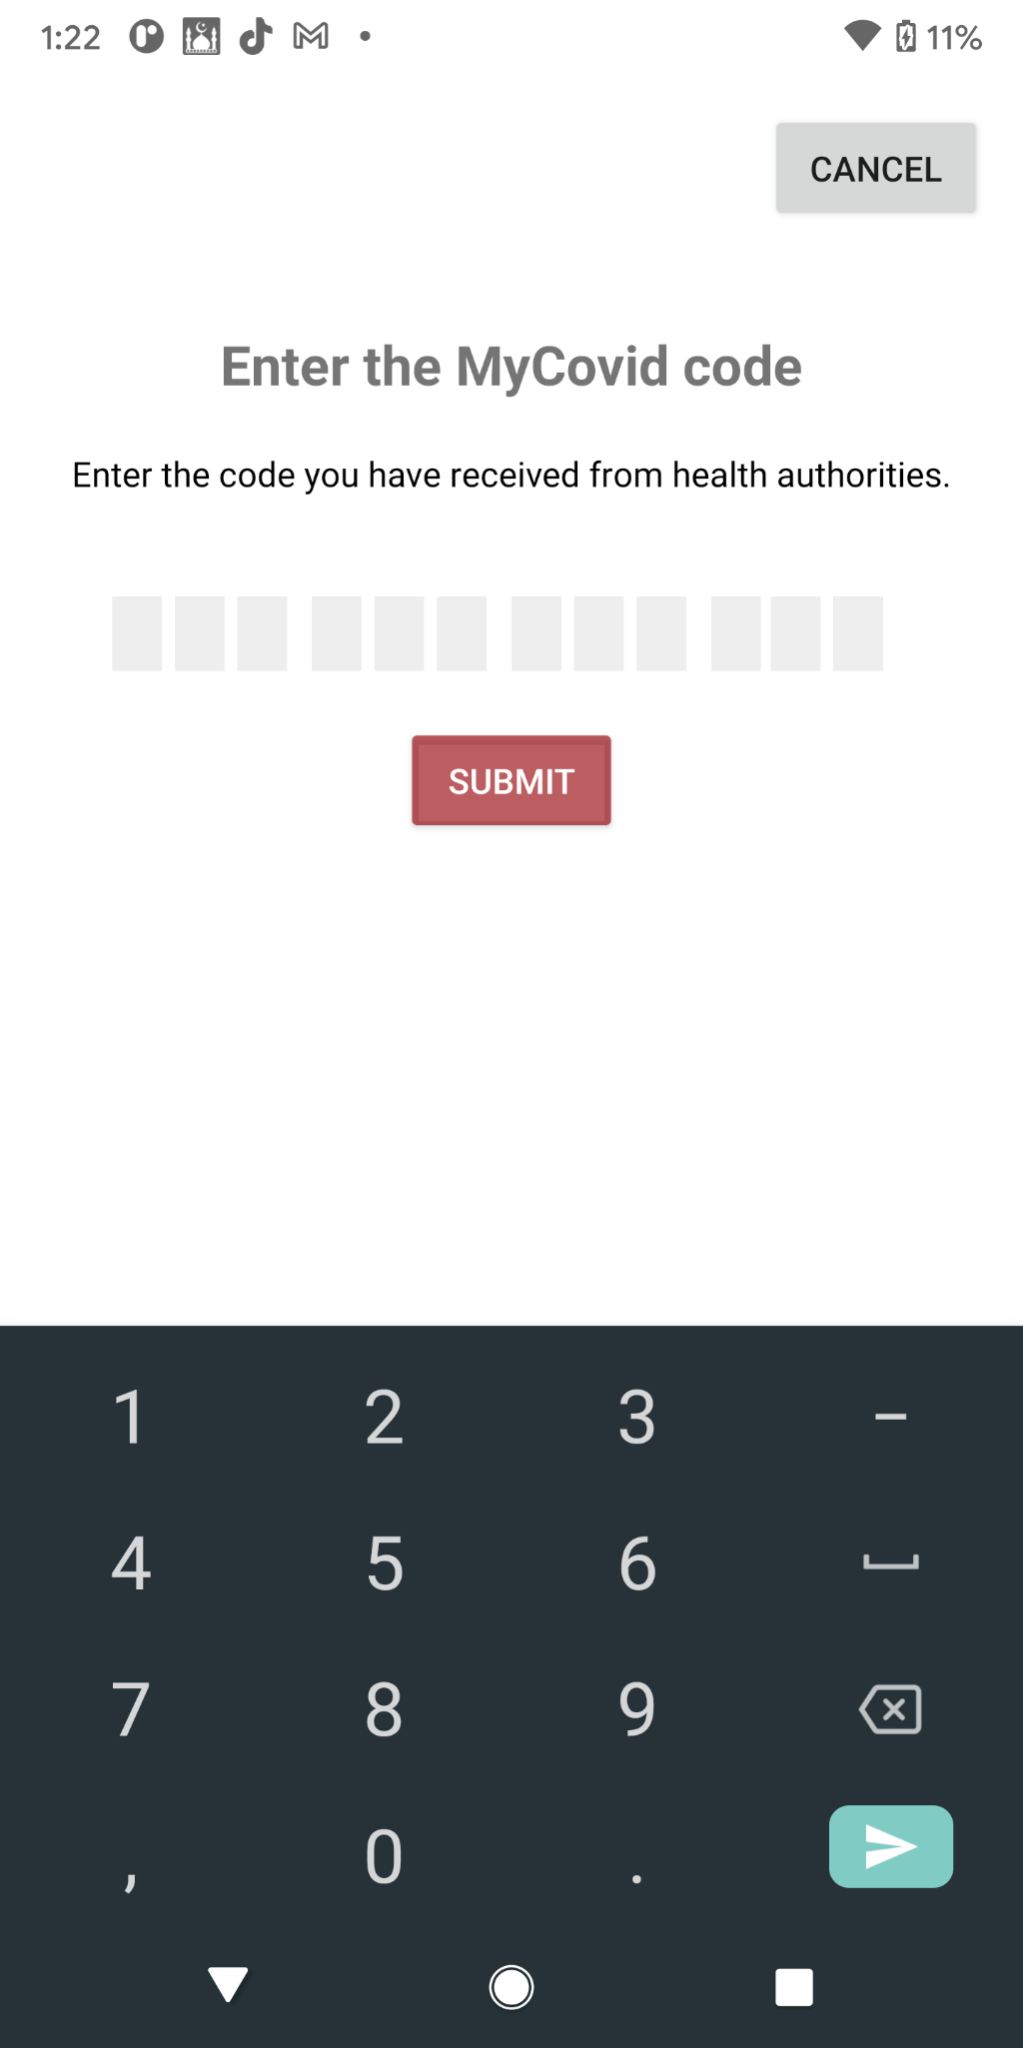 1:22
11%
CANCEL
Enter the MyCovid code
Enter the code you have received from health authorities.
SUBMIT
1 2 3 –
4 5 6
7 8 9
, 0 .